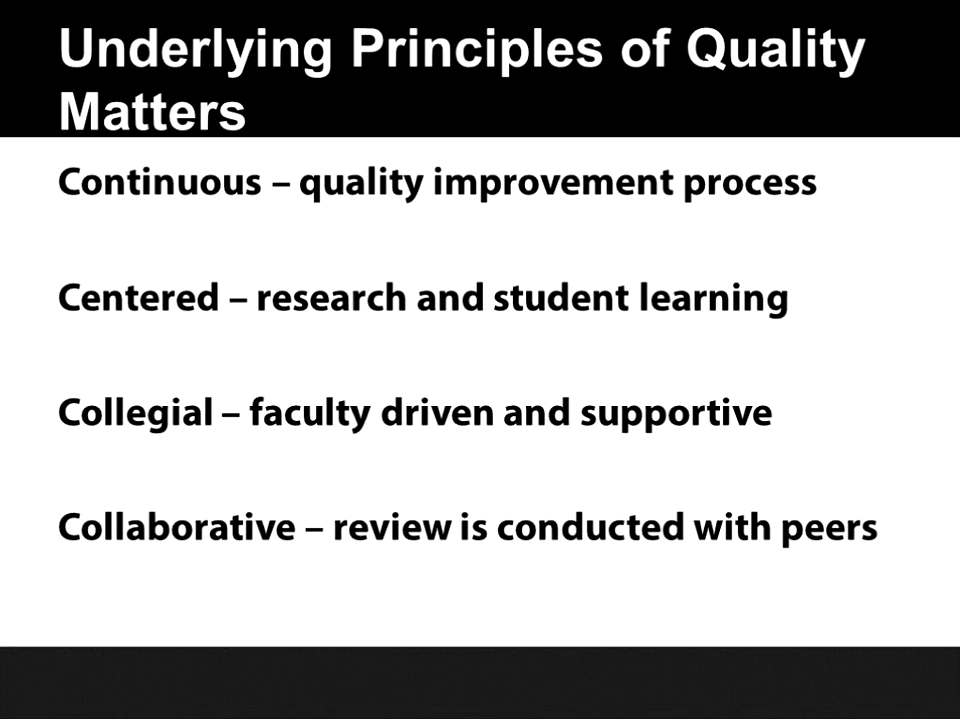 Underlying Principles of Quality
Matters
Continuous – quality improvement process
Centered – research and student learning
Collegial – faculty driven and supportive
Collaborative – review is conducted with peers